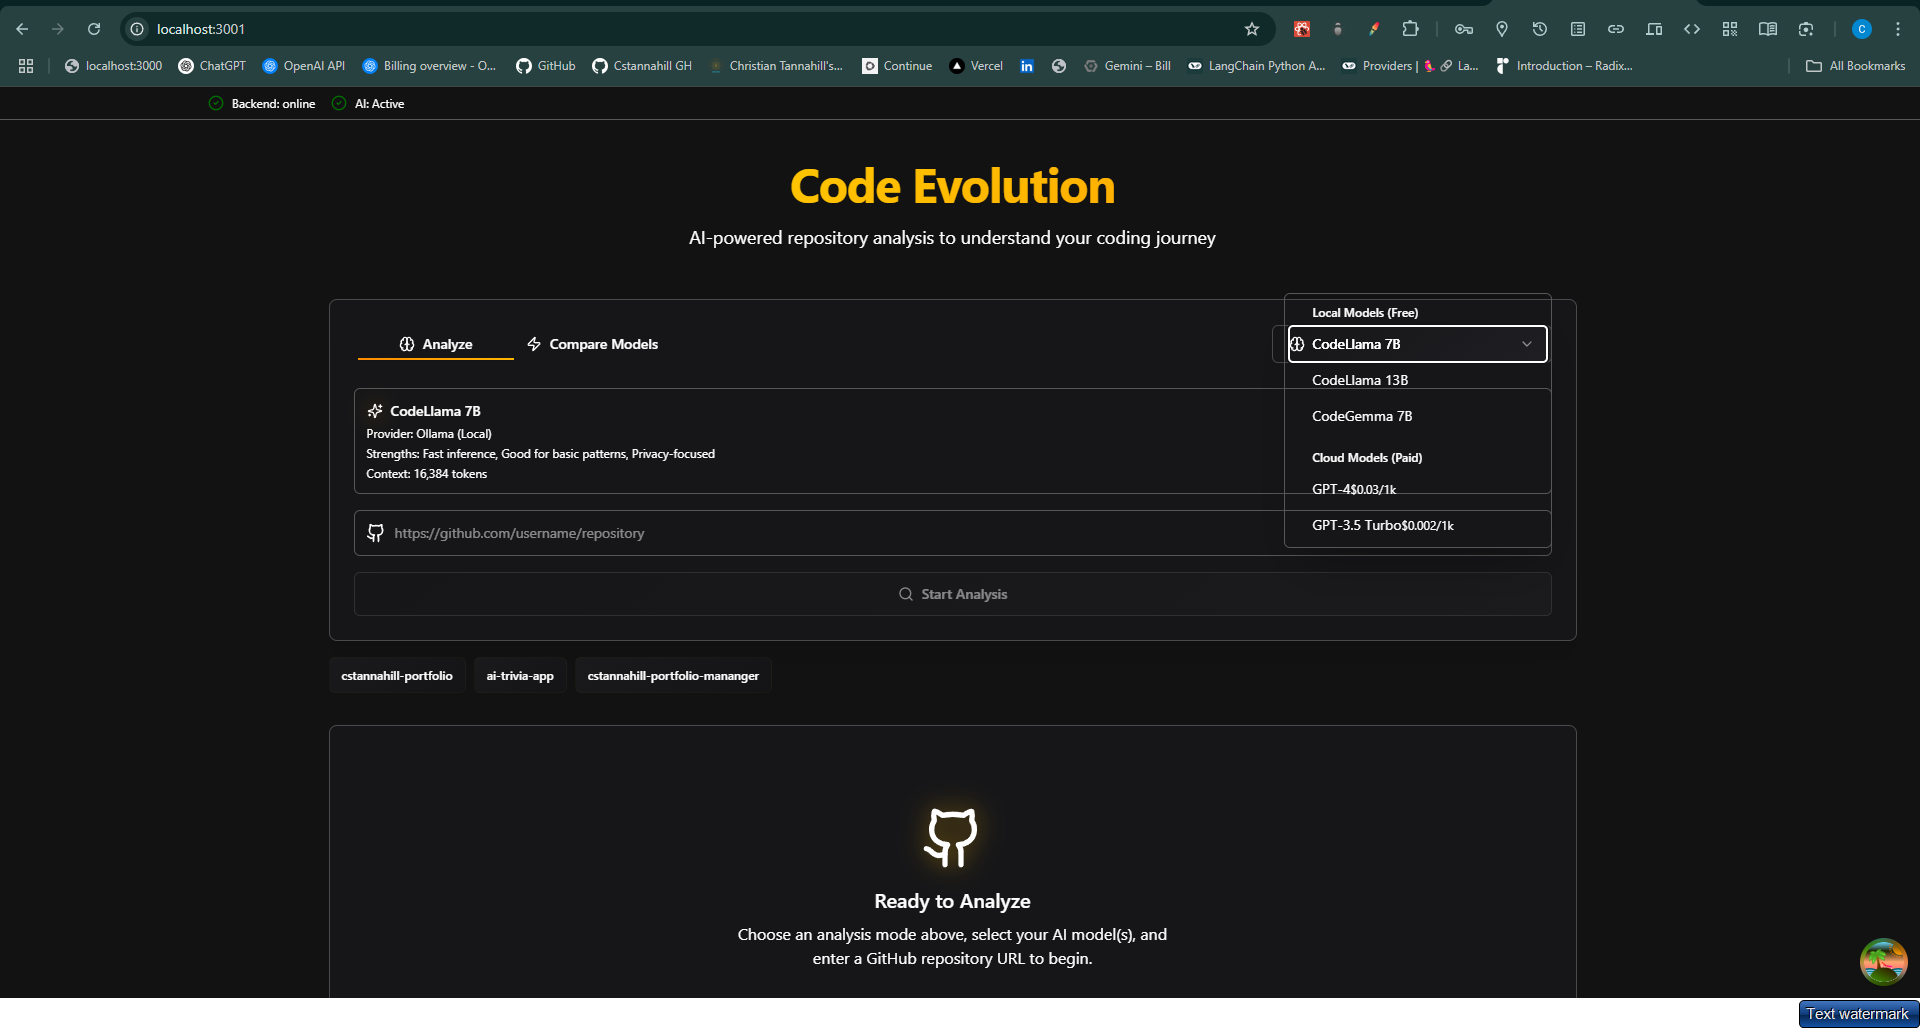 localhost:3001
localhost:3000 ChatGPT OpenAI API Billing overview - O... GitHub Cstannahill GH Christian Tannahill's... Continue Vercel Gemini – Bill LangChain Python A... Providers | La... Introduction – Radix... All Bookmarks
Backend: online AI: Active
Code Evolution
AI-powered repository analysis to understand your coding journey
Analyze Compare Models
Local Models (Free)
CodeLlama 7B
CodeLlama 13B
CodeGemma 7B
Cloud Models (Paid)
GPT-4$0.03/1k
GPT-3.5 Turbo$0.002/1k
CodeLlama 7B
Provider: Ollama (Local)
Strengths: Fast inference, Good for basic patterns, Privacy-focused
Context: 16,384 tokens
https://github.com/username/repository
Start Analysis
cstannahill-portfolio ai-trivia-app cstannahill-portfolio-mananger
Ready to Analyze
Choose an analysis mode above, select your AI model(s), and
enter a GitHub repository URL to begin.
C
in
Text watermark